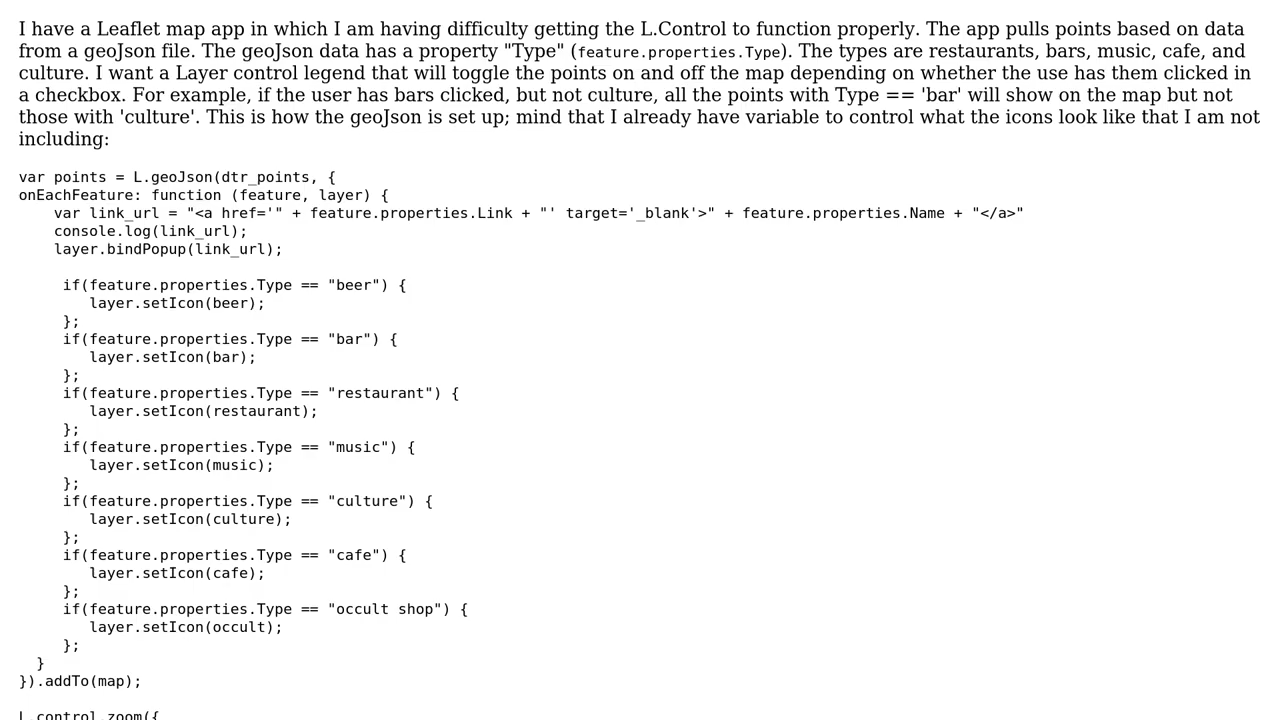 I have a Leaflet map app in which I am having difficulty getting the L.Control to function properly. The app pulls points based on data
from a geoJson file. The geoJson data has a property "Type" (feature.properties.Type). The types are restaurants, bars, music, cafe, and
culture. I want a Layer control legend that will toggle the points on and off the map depending on whether the use has them clicked in
a checkbox. For example, if the user has bars clicked, but not culture, all the points with Type == 'bar' will show on the map but not
those with 'culture'. This is how the geoJson is set up; mind that I already have variable to control what the icons look like that I am not
including:
var points = L.geoJson(dtr_points, {
onEachFeature: function (feature, layer) {
    var link_url = "<a href='" + feature.properties.Link + "' target='_blank'>" + feature.properties.Name + "</a>"
    console.log(link_url);
    layer.bindPopup(link_url);
     if(feature.properties.Type == "beer") {
        layer.setIcon(beer);
     };
     if(feature.properties.Type == "bar") {
        layer.setIcon(bar);
     };
     if(feature.properties.Type == "restaurant") {
        layer.setIcon(restaurant);
     };
     if(feature.properties.Type == "music") {
        layer.setIcon(music);
     };
     if(feature.properties.Type == "culture") {
        layer.setIcon(culture);
     };
     if(feature.properties.Type == "cafe") {
        layer.setIcon(cafe);
     };
     if(feature.properties.Type == "occult shop") {
        layer.setIcon(occult);
     };
  }
}).addTo(map);
L.control.zoom({